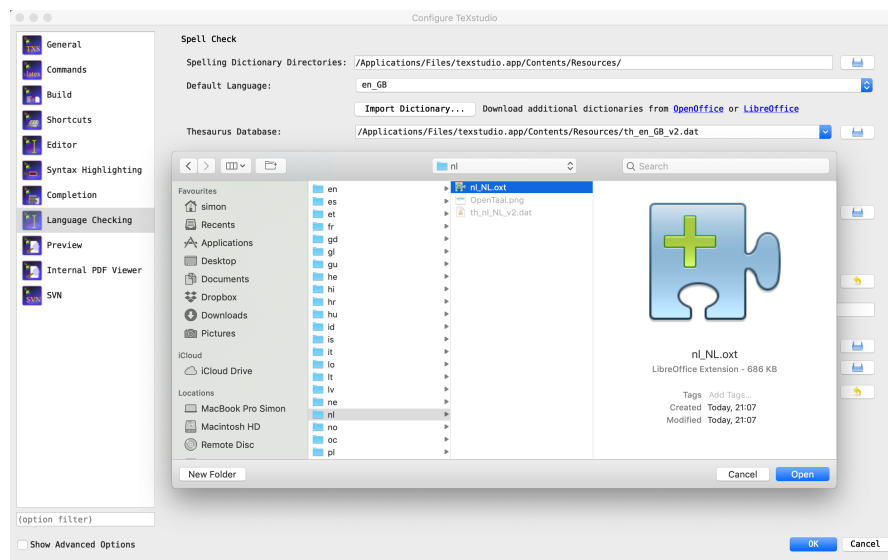 Configure TeXstudio
General
Commands
Build
Shortcuts
Editor
Syntax Highlighting
Completion
Language Checking
Preview
Internal PDF Viewer
SVN
(option filter)
Show Advanced Options
Spell Check
Spelling Dictionary Directories: /Applications/Files/texstudio.app/Contents/Resources/
Default Language: en_GB
Import Dictionary... Download additional dictionaries from OpenOffice or LibreOffice
Thesaurus Database: /Applications/Files/texstudio.app/Contents/Resources/th_en_GB_v2.dat
nl
Search
Favourites
simon
Recents
Applications
Desktop
Documents
Dropbox
Downloads
Pictures
iCloud
iCloud Drive
Locations
MacBook Pro Simon
Macintosh HD
Remote Disc
en
es
et
fr
gd
gl
gu
he
hi
hr
hu
id
is
it
lo
lt
lv
ne
nl
no
oc
pl
nl_NL.oxt
OpenTaal.png
th_nl_NL_v2.dat
nl_NL.oxt
LibreOffice Extension - 686 KB
Tags Add Tags...
Created Today, 21:07
Modified Today, 21:07
New Folder
Cancel
Open
OK
Cancel